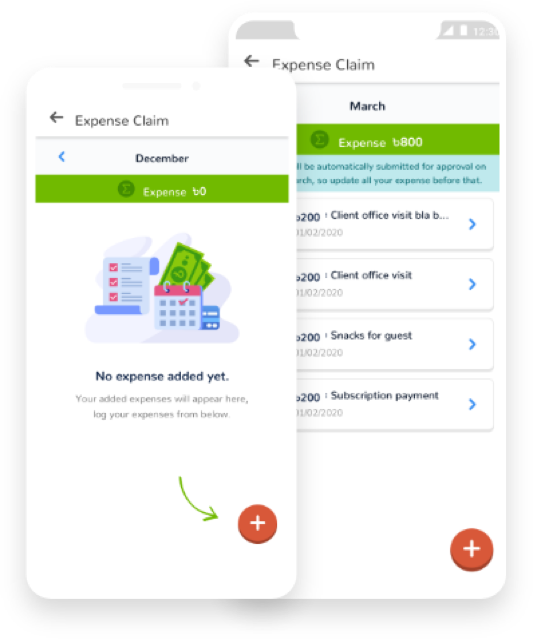 Expense Claim
December
Expense ৳0
No expense added yet.
Your added expenses will appear here,
log your expenses from below.
12:30
Expense Claim
March
Expense ৳800
be automatically submitted for approval on
so update all your expense before that.
৳200 : Client office visit bla b...
01/02/2020
৳200 : Client office visit
01/02/2020
৳200 : Snacks for guest
01/02/2020
৳200 : Subscription payment
01/02/2020